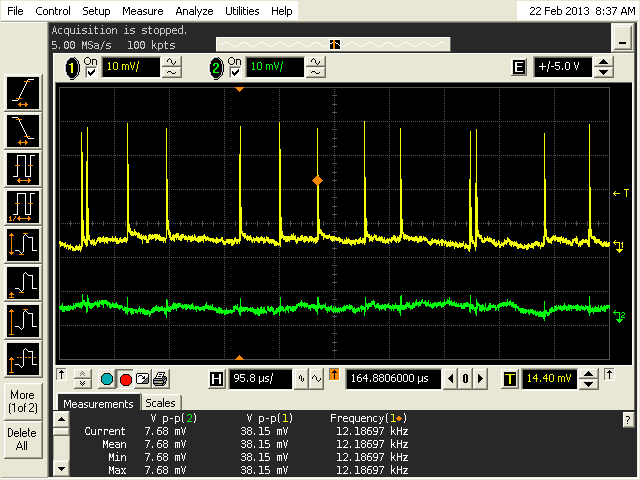 File Control Setup Measure Analyze Utilities Help 22 Feb 2013 8:37 AM
Acquisition is stopped.
5.00 MSa/s 100 kpts
1 On 10 mV/ 2 On 10 mV/ E +/-5.0 V
T
1
2
H 95.8 µs/ 164.8806000 µs 0 T 14.40 mV
More
(1 of 2)
Delete
All
Measurements Scales
V p-p(2) V p-p(1) Frequency(1) ?
Current 7.68 mV 38.15 mV 12.18697 kHz
Mean 7.68 mV 38.15 mV 12.18697 kHz
Min 7.68 mV 38.15 mV 12.18697 kHz
Max 7.68 mV 38.15 mV 12.18697 kHz